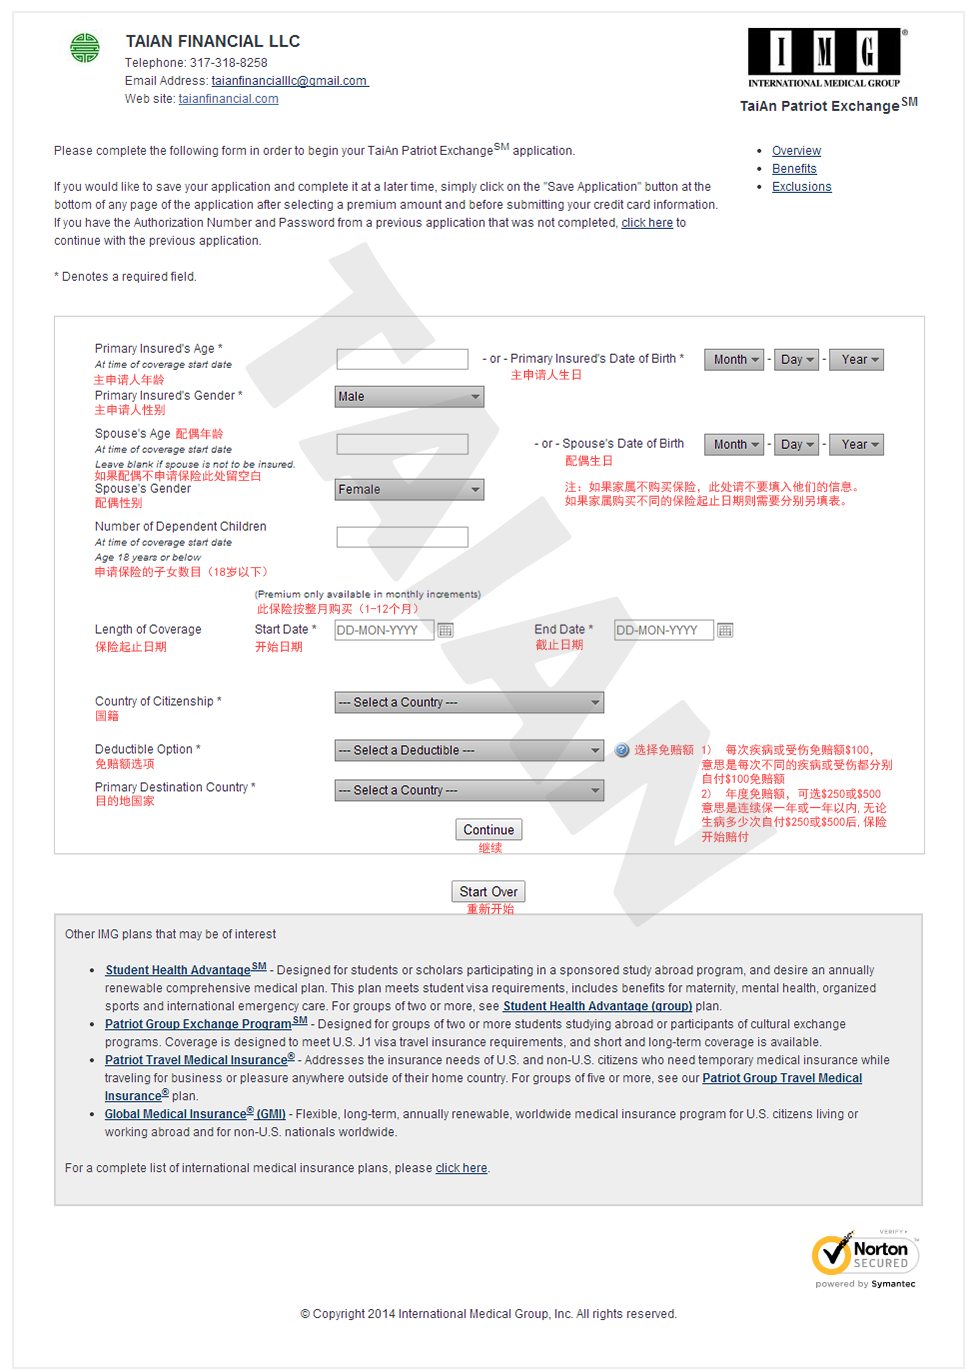 TAIAN FINANCIAL LLC
Telephone: 317-318-8258
Email Address: taianfinancialllc@gmail.com
Web site: taianfinancial.com
I M G ®
INTERNATIONAL MEDICAL GROUP
TaiAn Patriot Exchange SM
Please complete the following form in order to begin your TaiAn Patriot Exchange SM application.
If you would like to save your application and complete it at a later time, simply click on the "Save Application" button at the
bottom of any page of the application after selecting a premium amount and before submitting your credit card information.
If you have the Authorization Number and Password from a previous application that was not completed, click here to
continue with the previous application.
* Denotes a required field.
• Overview
• Benefits
• Exclusions
TAIAN
Primary Insured's Age *
At time of coverage start date
主申请人年龄
- or - Primary Insured's Date of Birth * Month - Day - Year
主申请人生日
Primary Insured's Gender * Male
主申请人性别
Spouse's Age 配偶年龄
At time of coverage start date
Leave blank if spouse is not to be insured.
如果配偶不申请保险此处留空白
- or - Spouse's Date of Birth Month - Day - Year
配偶生日
Spouse's Gender Female
配偶性别
注：如果家属不购买保险，此处请不要填入他们的信息。
如果家属购买不同的保险起止日期则需要分别另填表。
Number of Dependent Children
At time of coverage start date
Age 18 years or below
申请保险的子女数目（18岁以下）
(Premium only available in monthly increments)
此保险按整月购买（1-12个月）
Length of Coverage Start Date * DD-MON-YYYY End Date * DD-MON-YYYY
保险起止日期 开始日期 截止日期
Country of Citizenship * --- Select a Country ---
国籍
Deductible Option * --- Select a Deductible --- ? 选择免赔额
免赔额选项
1） 每次疾病或受伤免赔额$100，
意思是每次不同的疾病或受伤都分别
自付$100免赔额
2） 年度免赔额，可选$250或$500
意思是连续保一年或一年以内,无论
生病多少次自付$250或$500后,保险
开始赔付
Primary Destination Country * --- Select a Country ---
目的地国家
Continue
继续
Start Over
重新开始
Other IMG plans that may be of interest
• Student Health Advantage SM - Designed for students or scholars participating in a sponsored study abroad program, and desire an annually
renewable comprehensive medical plan. This plan meets student visa requirements, includes benefits for maternity, mental health, organized
sports and international emergency care. For groups of two or more, see Student Health Advantage (group) plan.
• Patriot Group Exchange Program SM - Designed for groups of two or more students studying abroad or participants of cultural exchange
programs. Coverage is designed to meet U.S. J1 visa travel insurance requirements, and short and long-term coverage is available.
• Patriot Travel Medical Insurance® - Addresses the insurance needs of U.S. and non-U.S. citizens who need temporary medical insurance while
traveling for business or pleasure anywhere outside of their home country. For groups of five or more, see our Patriot Group Travel Medical
Insurance® plan.
• Global Medical Insurance® (GMI) - Flexible, long-term, annually renewable, worldwide medical insurance program for U.S. citizens living or
working abroad and for non-U.S. nationals worldwide.
For a complete list of international medical insurance plans, please click here.
VERIFY
Norton
SECURED
TM
powered by Symantec
© Copyright 2014 International Medical Group, Inc. All rights reserved.